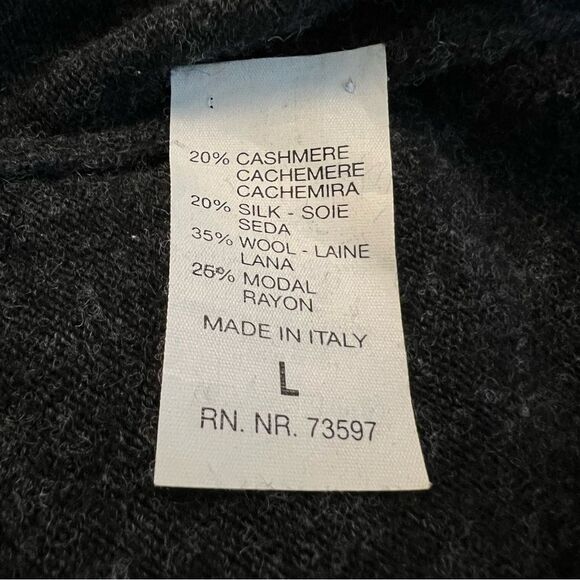 20% CASHMERE
CACHEMERE
CACHEMIRA
20% SILK - SOIE
SEDA
35% WOOL - LAINE
LANA
25% MODAL
RAYON
MADE IN ITALY
L
RN. NR. 73597